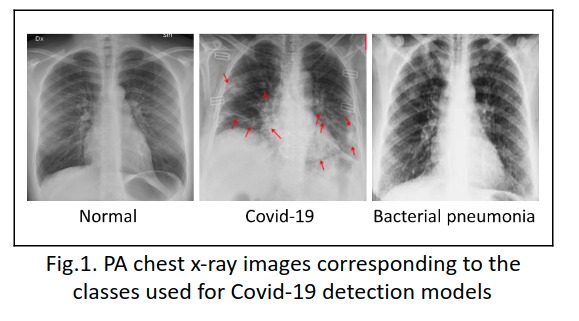 Dx
Sin
Normal
Covid-19
Bacterial pneumonia
Fig.1. PA chest x-ray images corresponding to the
classes used for Covid-19 detection models